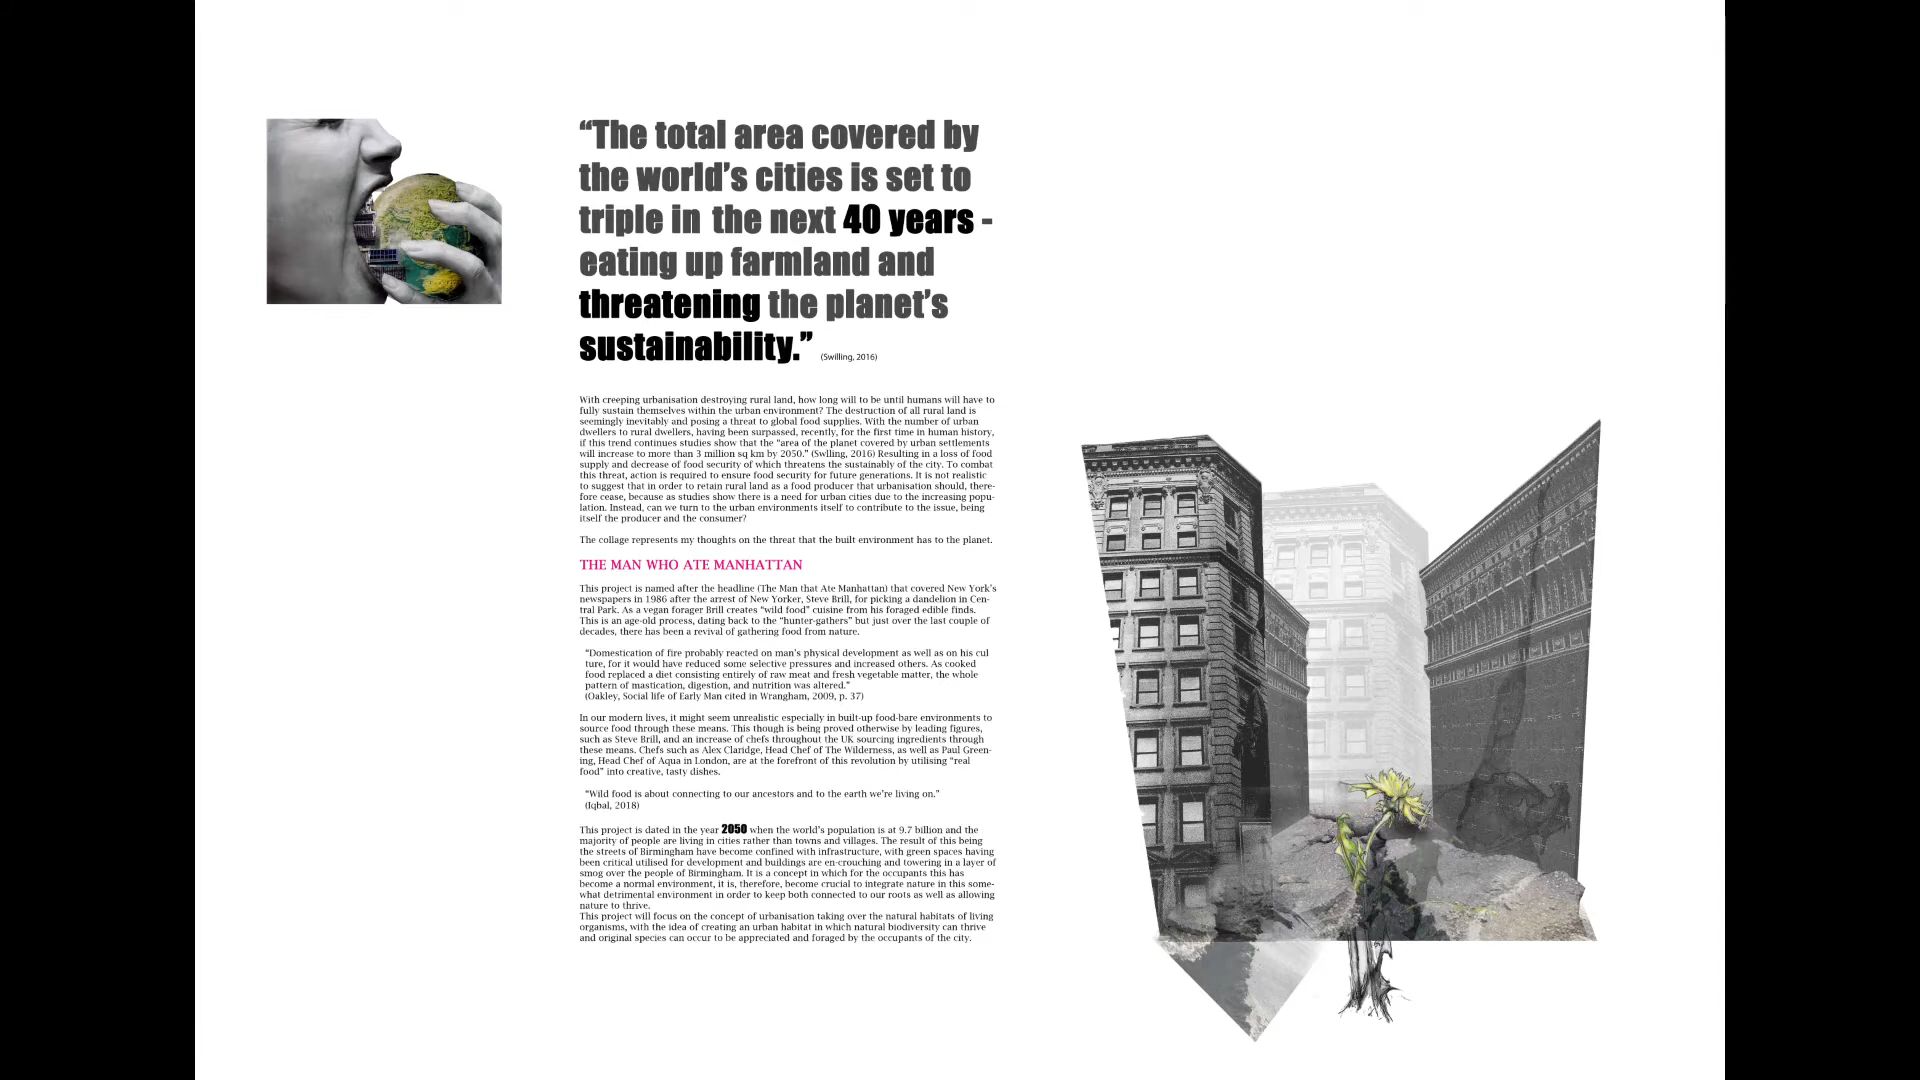 “The total area covered by
the world’s cities is set to
triple in the next 40 years -
eating up farmland and
threatening the planet’s
sustainability.” (Swilling, 2016)
With creeping urbanisation destroying rural land, how long will to be until humans will have to
fully sustain themselves within the urban environment? The destruction of all rural land is
seemingly inevitably and posing a threat to global food supplies. With the number of urban
dwellers to rural dwellers, having been surpassed, recently, for the first time in human history,
if this trend continues studies show that the “area of the planet covered by urban settlements
will increase to more than 3 million sq km by 2050.” (Swlling, 2016) Resulting in a loss of food
supply and decrease of food security of which threatens the sustainably of the city. To combat
this threat, action is required to ensure food security for future generations. It is not realistic
to suggest that in order to retain rural land as a food producer that urbanisation should, there-
fore cease, because as studies show there is a need for urban cities due to the increasing popu-
lation. Instead, can we turn to the urban environments itself to contribute to the issue, being
itself the producer and the consumer?
The collage represents my thoughts on the threat that the built environment has to the planet.
THE MAN WHO ATE MANHATTAN
This project is named after the headline (The Man that Ate Manhattan) that covered New York’s
newspapers in 1986 after the arrest of New Yorker, Steve Brill, for picking a dandelion in Cen-
tral Park. As a vegan forager Brill creates “wild food” cuisine from his foraged edible finds.
This is an age-old process, dating back to the “hunter-gathers” but just over the last couple of
decades, there has been a revival of gathering food from nature.
“Domestication of fire probably reacted on man’s physical development as well as on his cul
ture, for it would have reduced some selective pressures and increased others. As cooked
food replaced a diet consisting entirely of raw meat and fresh vegetable matter, the whole
pattern of mastication, digestion, and nutrition was altered.”
(Oakley, Social life of Early Man cited in Wrangham, 2009, p. 37)
In our modern lives, it might seem unrealistic especially in built-up food-bare environments to
source food through these means. This though is being proved otherwise by leading figures,
such as Steve Brill, and an increase of chefs throughout the UK sourcing ingredients through
these means. Chefs such as Alex Claridge, Head Chef of The Wilderness, as well as Paul Green-
ing, Head Chef of Aqua in London, are at the forefront of this revolution by utilising “real
food” into creative, tasty dishes.
“Wild food is about connecting to our ancestors and to the earth we’re living on.”
(Iqbal, 2018)
This project is dated in the year 2050 when the world’s population is at 9.7 billion and the
majority of people are living in cities rather than towns and villages. The result of this being
the streets of Birmingham have become confined with infrastructure, with green spaces having
been critical utilised for development and buildings are en-crouching and towering in a layer of
smog over the people of Birmingham. It is a concept in which for the occupants this has
become a normal environment, it is, therefore, become crucial to integrate nature in this some-
what detrimental environment in order to keep both connected to our roots as well as allowing
nature to thrive.
This project will focus on the concept of urbanisation taking over the natural habitats of living
organisms, with the idea of creating an urban habitat in which natural biodiversity can thrive
and original species can occur to be appreciated and foraged by the occupants of the city.